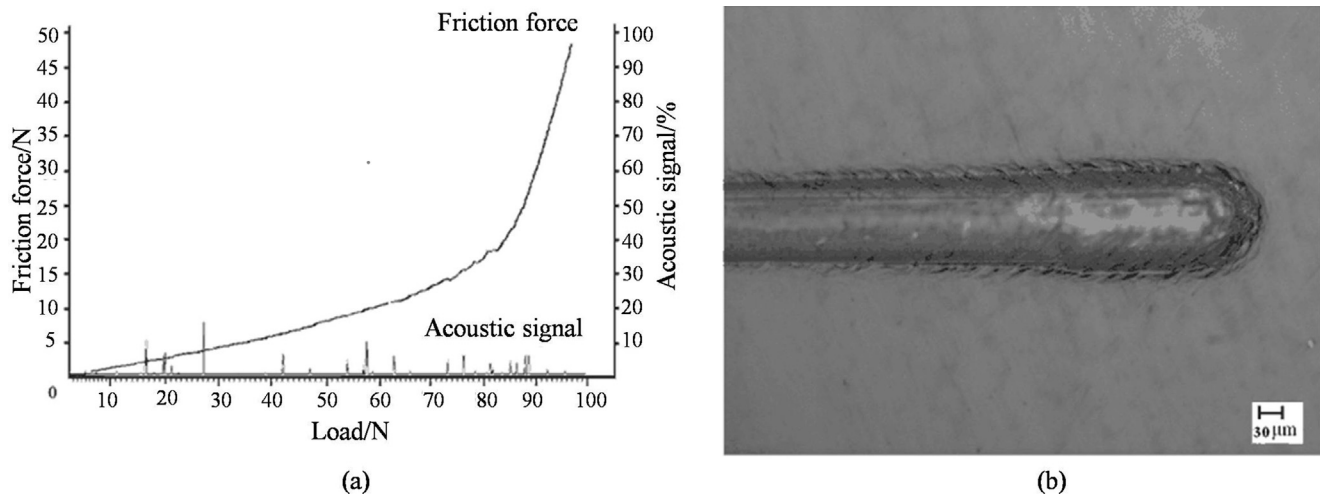 Friction force
50
45
40
35
30
25
20
15
10
5
0
Friction force/N
100
90
80
70
60
50
40
30
20
10
Acoustic signal/%
Acoustic signal
10 20 30 40 50 60 70 80 90 100
Load/N
(a)
30 μm
(b)